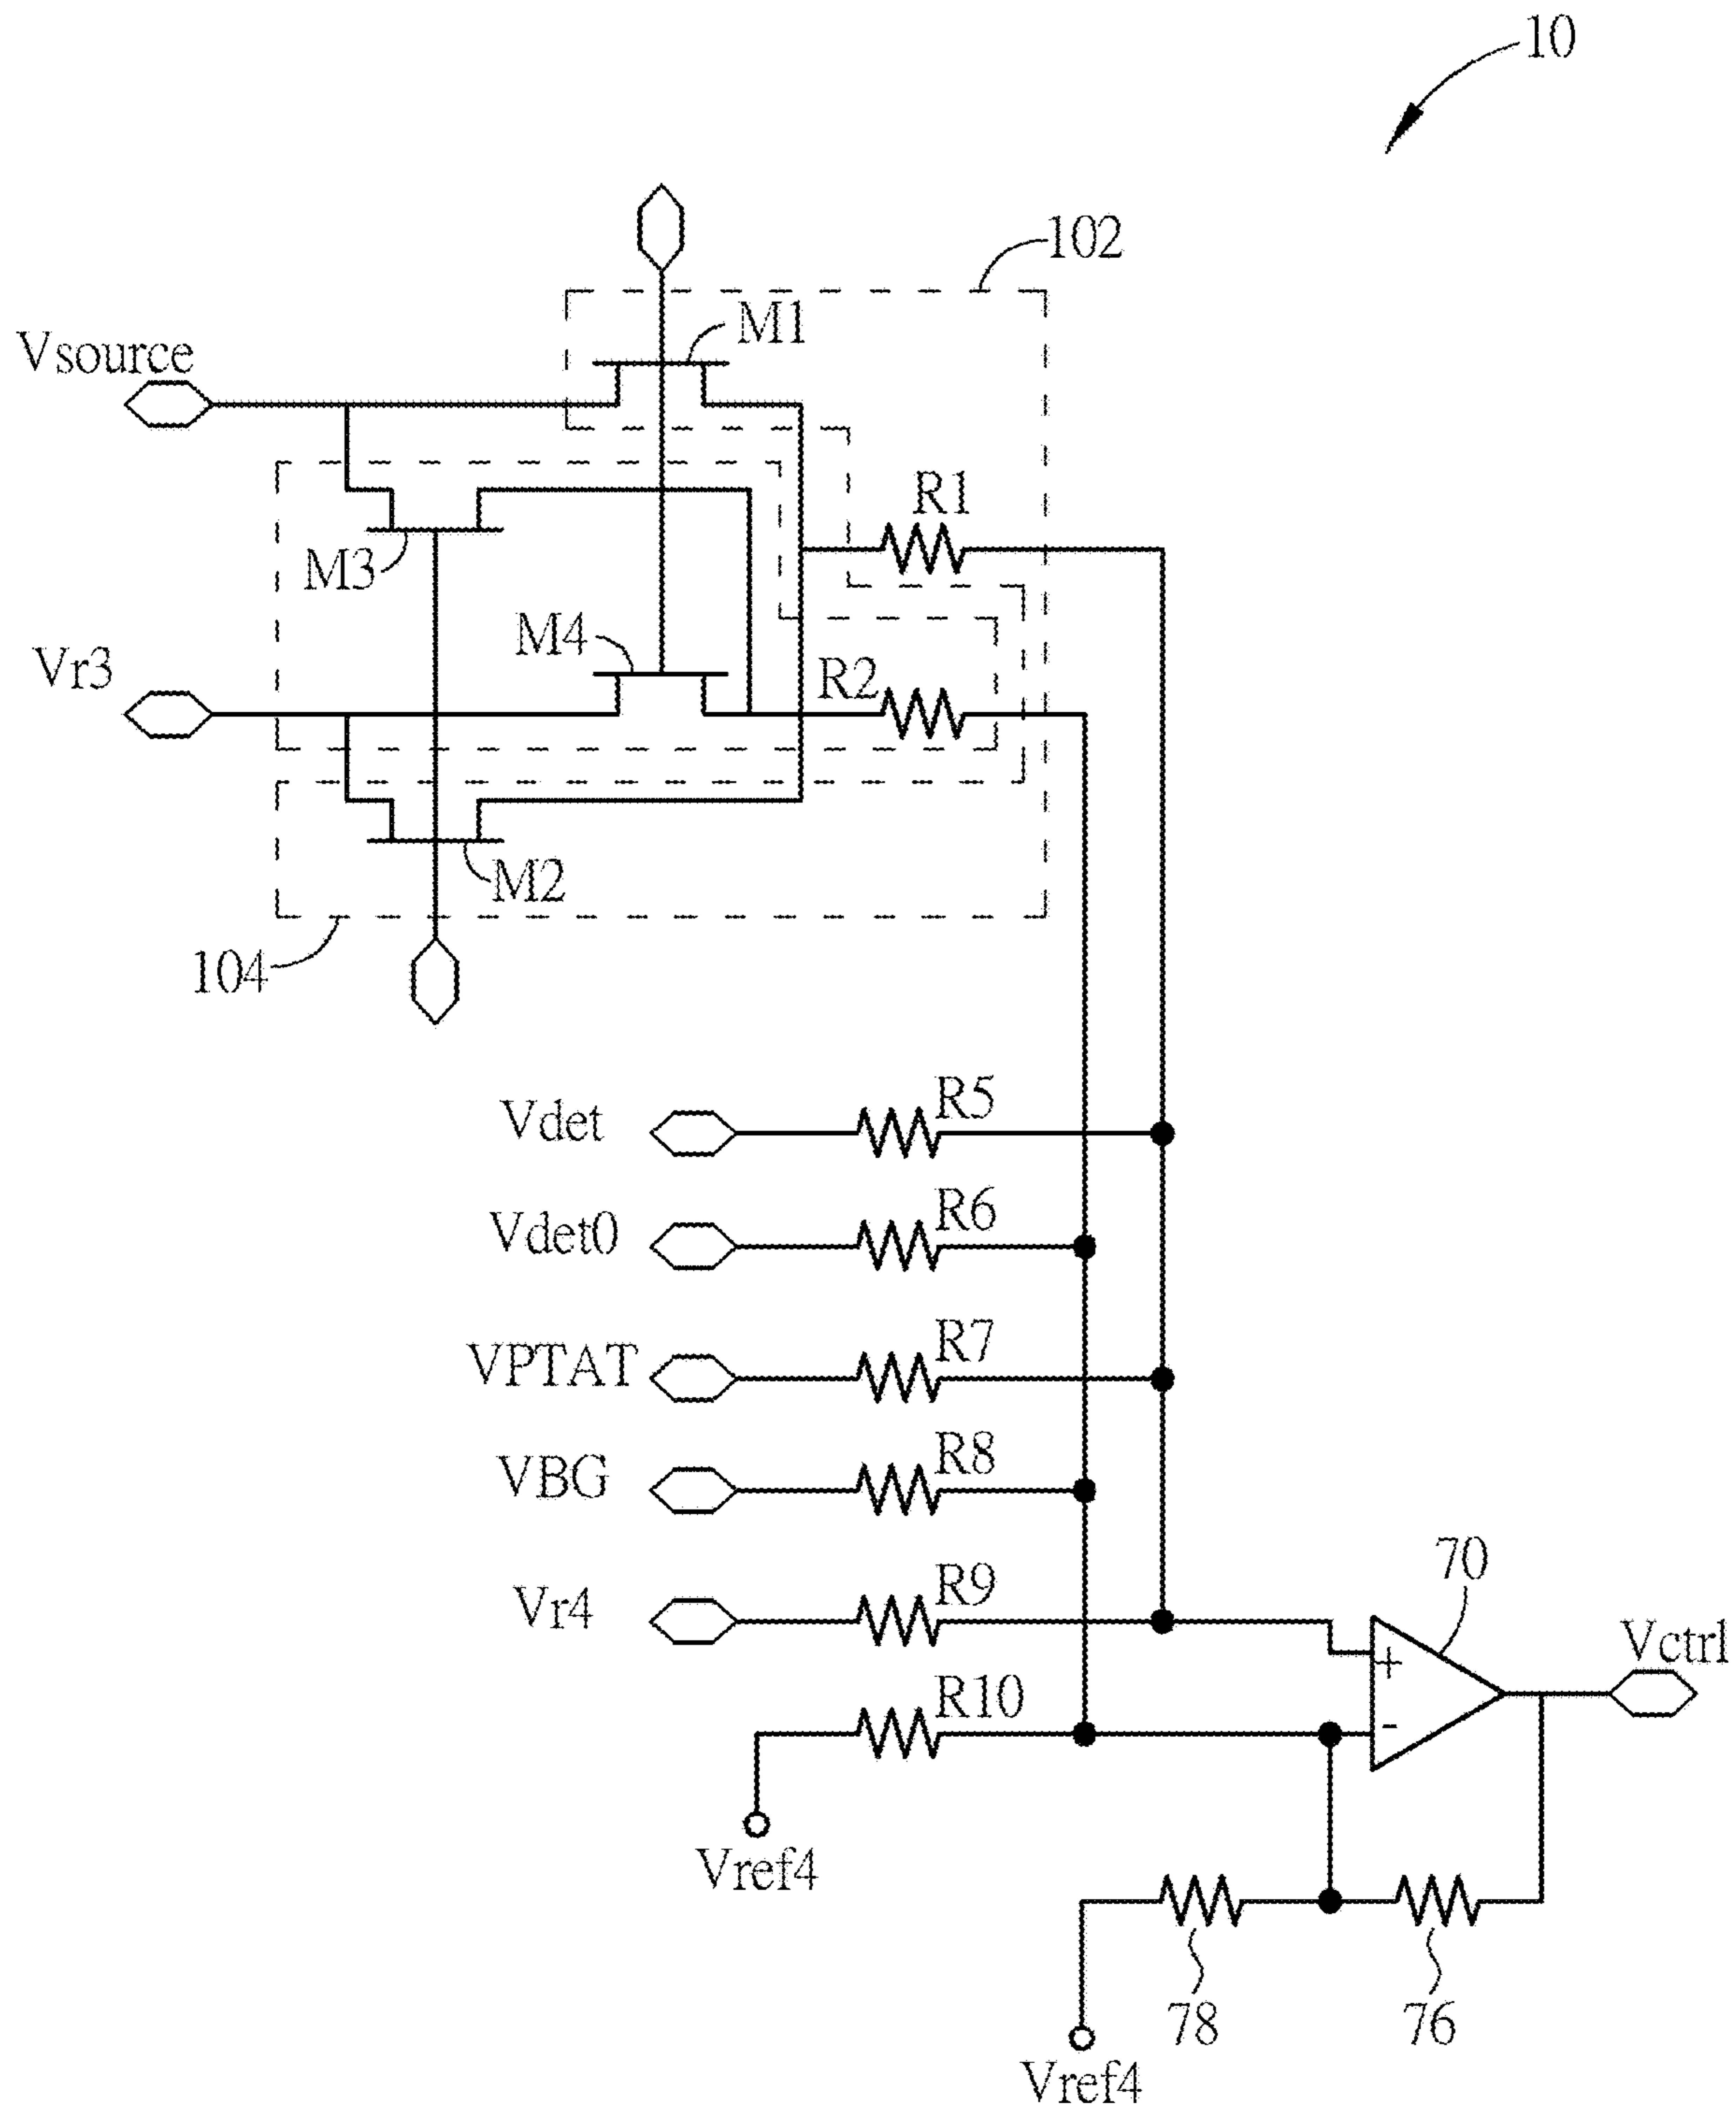 10
102
M1
Vsource
R1
M3
M4
Vr3
R2
M2
104
Vdet
R5
Vdet0
R6
VPTAT
R7
VBG
R8
Vr4
R9
70
Vctrl
+
R10
-
Vref4
78
76
Vref4